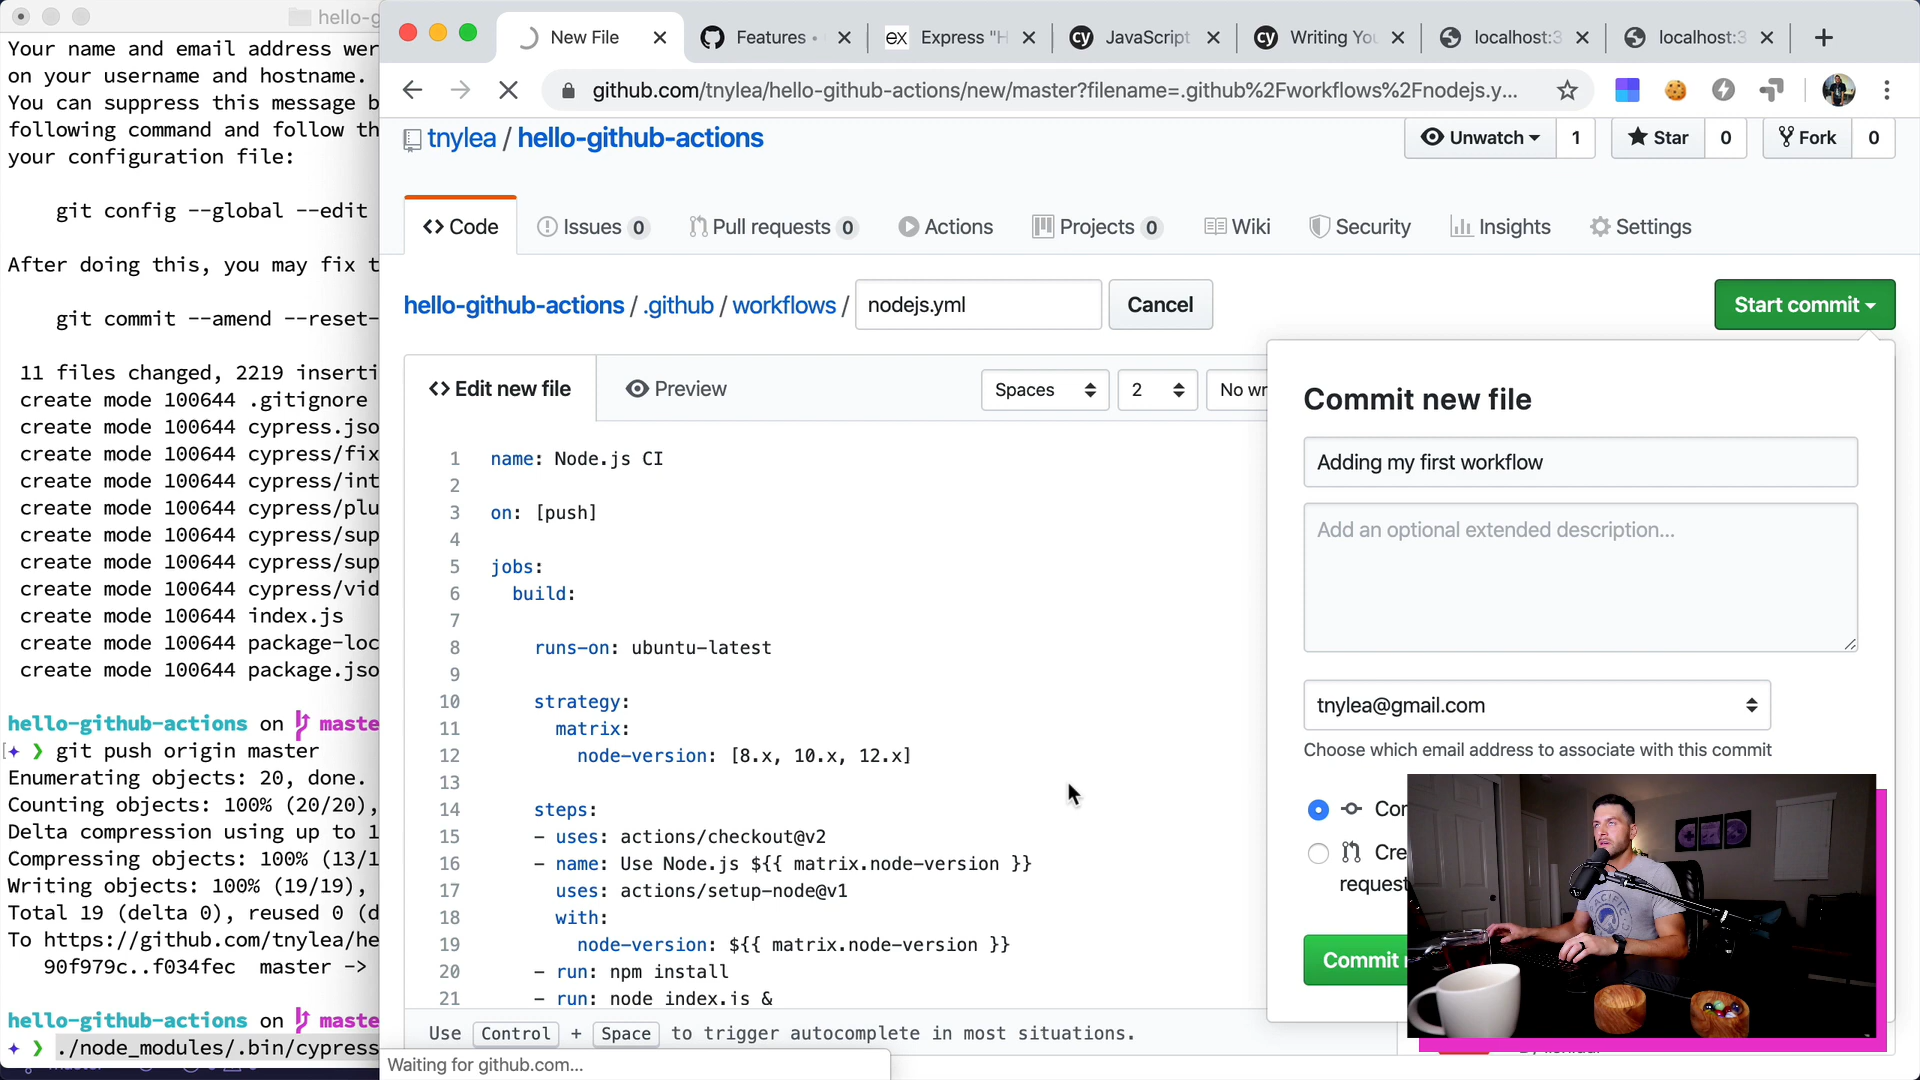 hello-g
Your name and email address wer
on your username and hostname.
You can suppress this message b
following command and follow th
your configuration file:
git config --global --edit
After doing this, you may fix t
git commit --amend --reset-
11 files changed, 2219 inserti
create mode 100644 .gitignore
create mode 100644 cypress.jso
create mode 100644 cypress/fix
create mode 100644 cypress/int
create mode 100644 cypress/plu
create mode 100644 cypress/sup
create mode 100644 cypress/sup
create mode 100644 cypress/vid
create mode 100644 index.js
create mode 100644 package-loc
create mode 100644 package.jso
hello-github-actions on maste
❯ git push origin master
Enumerating objects: 20, done.
Counting objects: 100% (20/20),
Delta compression using up to 1
Compressing objects: 100% (13/1
Writing objects: 100% (19/19),
Total 19 (delta 0), reused 0 (d
To https://github.com/tnylea/he
90f979c..f034fec master ->
hello-github-actions on maste
❯ ./node_modules/.bin/cypress
New File
Features •
ex Express "H
cy JavaScript
cy Writing You
localhost:3
localhost:3
github.com/tnylea/hello-github-actions/new/master?filename=.github%2Fworkflows%2Fnodejs.y...
tnylea / hello-github-actions
Unwatch 1 Star 0 Fork 0
Code Issues 0 Pull requests 0 Actions Projects 0 Wiki Security Insights Settings
hello-github-actions / .github / workflows / nodejs.yml Cancel
Start commit
Edit new file Preview Spaces 2 No wr
1 name: Node.js CI
2
3 on: [push]
4
5 jobs:
6 build:
7
8 runs-on: ubuntu-latest
9
10 strategy:
11 matrix:
12 node-version: [8.x, 10.x, 12.x]
13
14 steps:
15 - uses: actions/checkout@v2
16 - name: Use Node.js ${{ matrix.node-version }}
17 uses: actions/setup-node@v1
18 with:
19 node-version: ${{ matrix.node-version }}
20 - run: npm install
21 - run: node index.js &
Use Control + Space to trigger autocomplete in most situations.
Waiting for github.com...
Commit new file
Adding my first workflow
Add an optional extended description...
tnylea@gmail.com
Choose which email address to associate with this commit
Con
Cre
request
Commit